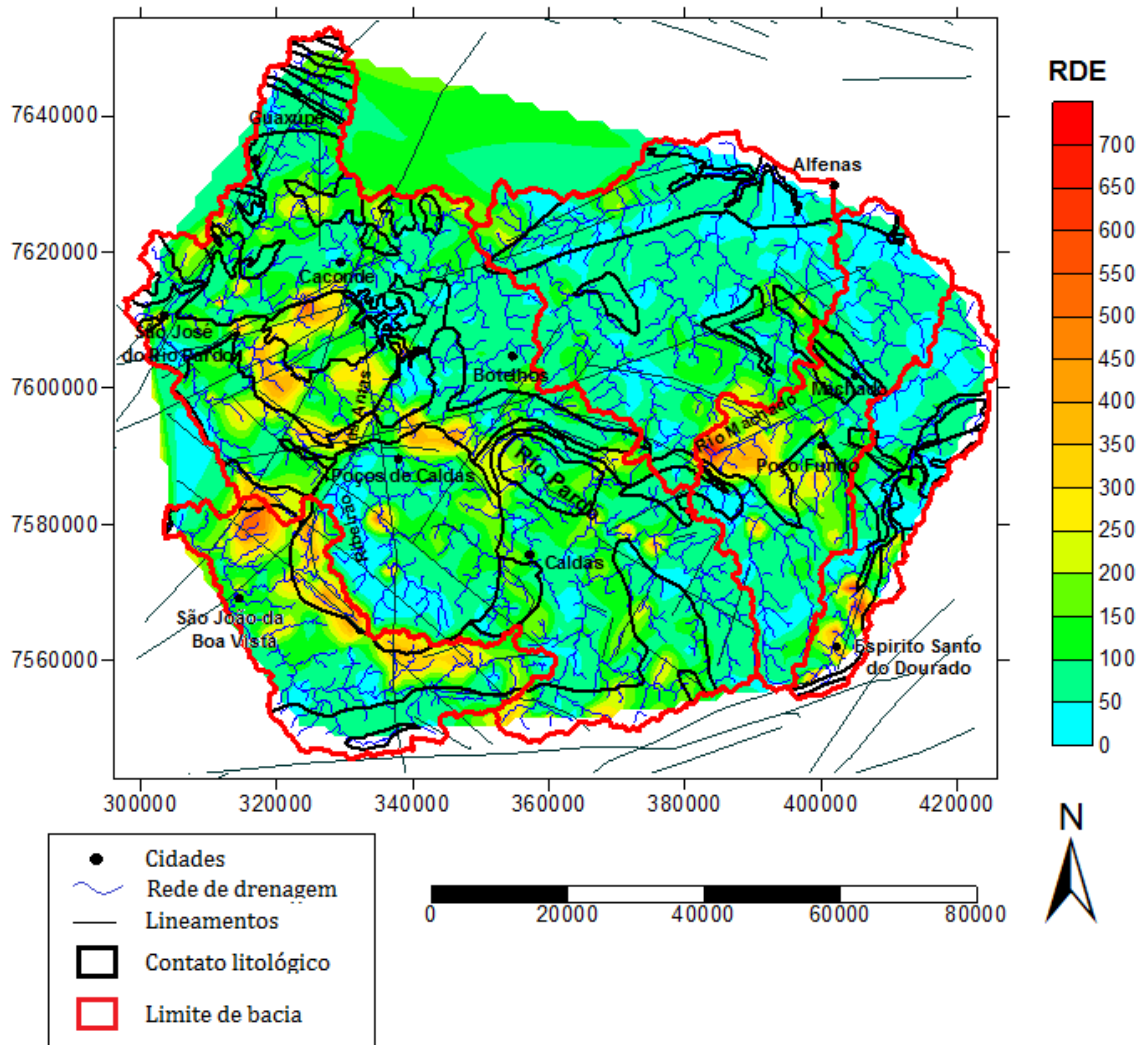 7640000
7620000
7600000
7580000
7560000
300000 320000 340000 360000 380000 400000 420000
Guaxupé
Alfenas
Caconde
São José
do Rio Pardo
Botelhos
Machado
Rio Machado
Poço Fundo
Poços de Caldas
Rio Pardo
Ribeirão
Antas
Caldas
São João da
Boa Vista
Espirito Santo
do Dourado
RDE
700
650
600
550
500
450
400
350
300
250
200
150
100
50
0
N
Cidades
Rede de drenagem
Lineamentos
Contato litológico
Limite de bacia
0 20000 40000 60000 80000